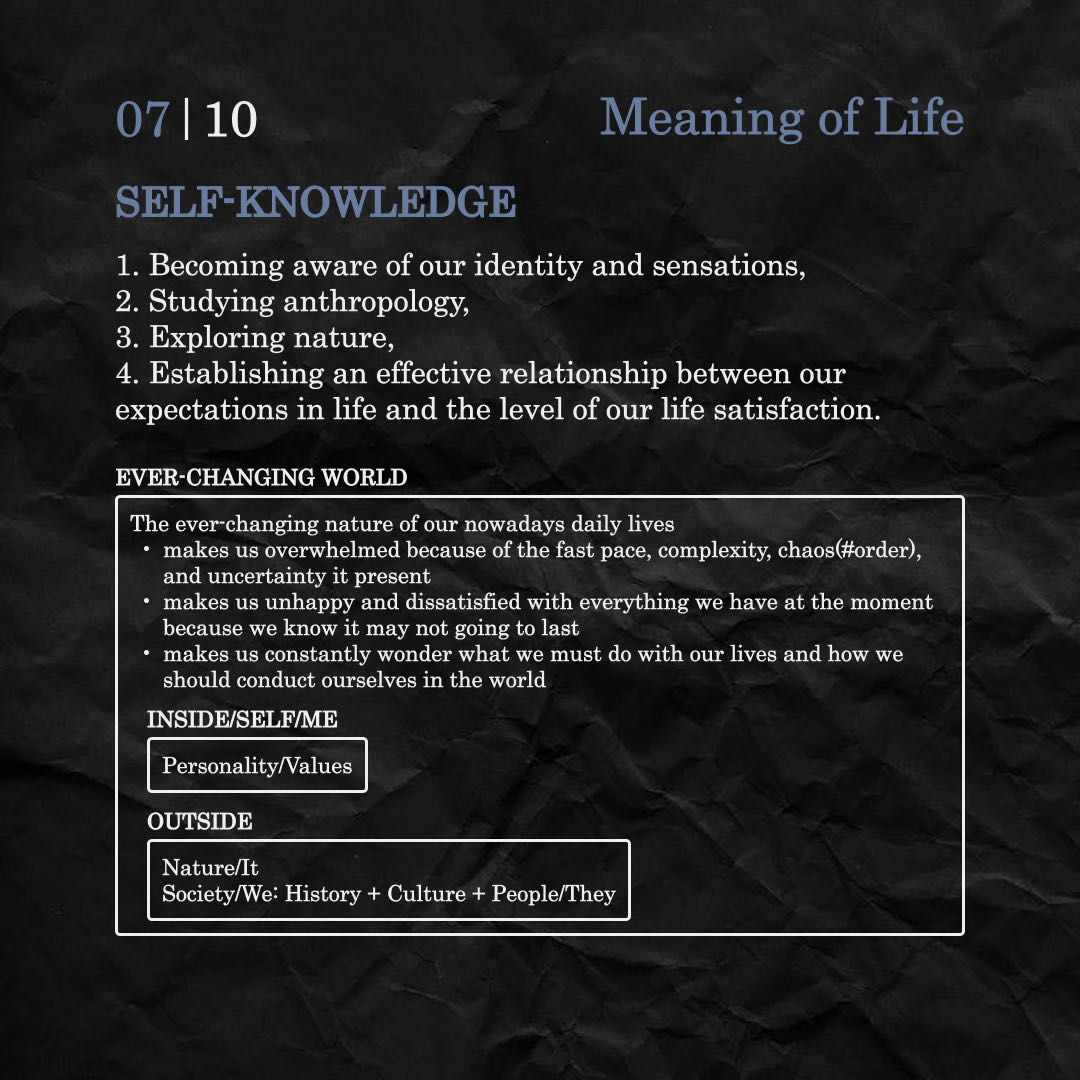 07 | 10
Meaning of Life
SELF-KNOWLEDGE
1. Becoming aware of our identity and sensations,
2. Studying anthropology,
3. Exploring nature,
4. Establishing an effective relationship between our
expectations in life and the level of our life satisfaction.
EVER-CHANGING WORLD
The ever-changing nature of our nowadays daily lives
• makes us overwhelmed because of the fast pace, complexity, chaos(#order),
and uncertainty it present
• makes us unhappy and dissatisfied with everything we have at the moment
because we know it may not going to last
• makes us constantly wonder what we must do with our lives and how we
should conduct ourselves in the world
INSIDE/SELF/ME
Personality/Values
OUTSIDE
Nature/It
Society/We: History + Culture + People/They